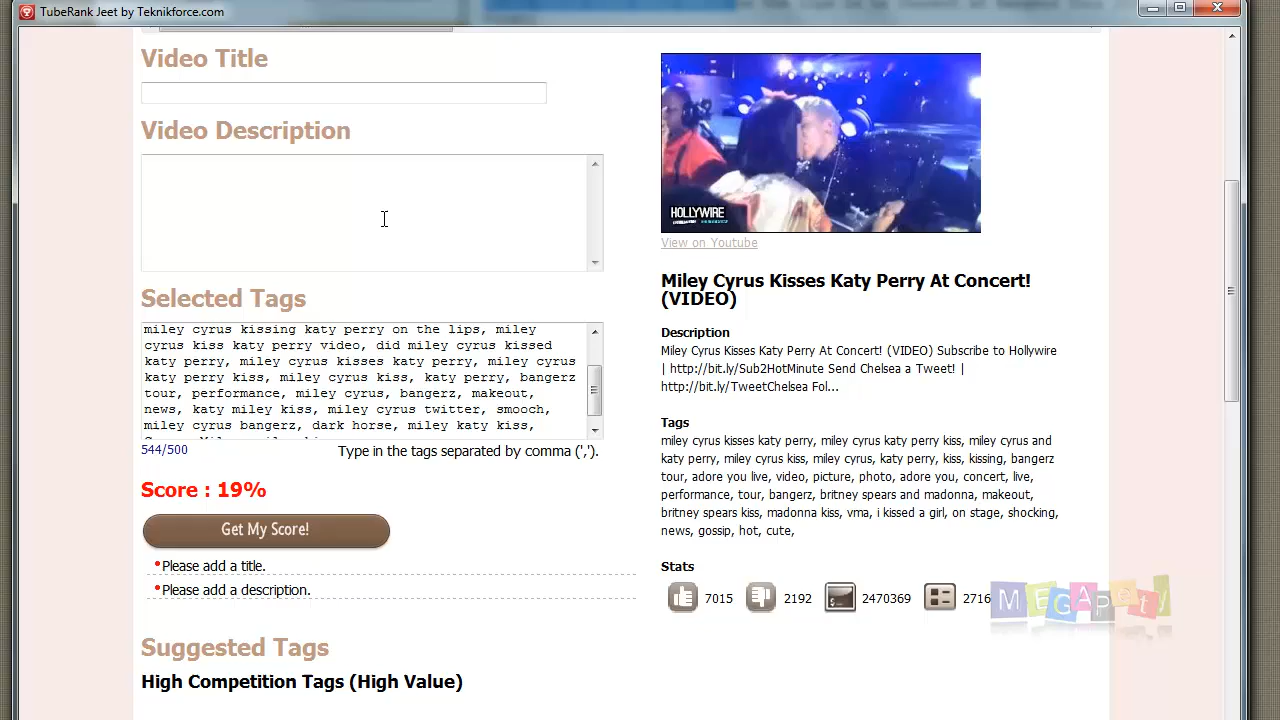 TubeRank Jeet by Teknikforce.com
Video Title
Video Description
Selected Tags
miley cyrus kissing katy perry on the lips, miley
cyrus kiss katy perry video, did miley cyrus kissed
katy perry, miley cyrus kisses katy perry, miley cyrus
katy perry kiss, miley cyrus kiss, katy perry, bangerz
tour, performance, miley cyrus, bangerz, makeout,
news, katy miley kiss, miley cyrus twitter, smooch,
miley cyrus bangerz, dark horse, miley katy kiss,
544/500
Type in the tags separated by comma (',').
Score : 19%
Get My Score!
Please add a title.
Please add a description.
Suggested Tags
High Competition Tags (High Value)
HOLLYWIRE
View on Youtube
Miley Cyrus Kisses Katy Perry At Concert!
(VIDEO)
Description
Miley Cyrus Kisses Katy Perry At Concert! (VIDEO) Subscribe to Hollywire
| http://bit.ly/Sub2HotMinute Send Chelsea a Tweet! |
http://bit.ly/TweetChelsea Fol...
Tags
miley cyrus kisses katy perry, miley cyrus katy perry kiss, miley cyrus and
katy perry, miley cyrus kiss, miley cyrus, katy perry, kiss, kissing, bangerz
tour, adore you live, video, picture, photo, adore you, concert, live,
performance, tour, bangerz, britney spears and madonna, makeout,
britney spears kiss, madonna kiss, vma, i kissed a girl, on stage, shocking,
news, gossip, hot, cute,
Stats
7015 2192 2470369 2716